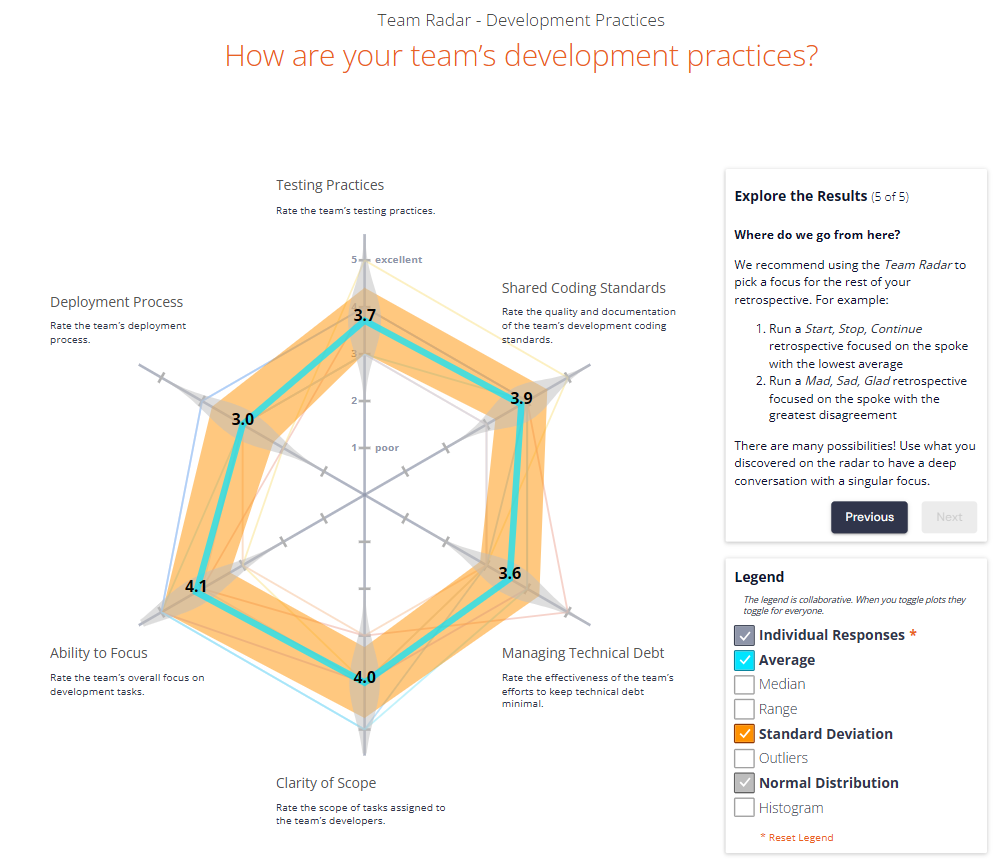 Team Radar - Development Practices
How are your team's development practices?
Testing Practices
Rate the team's testing practices.
5
excellent
3.7
3
2
1
poor
Shared Coding Standards
Rate the quality and documentation
of the team's development coding
standards.
3.9
Deployment Process
Rate the team's deployment
process.
3.0
4.1
3.6
Ability to Focus
Rate the team's overall focus on
development tasks.
Managing Technical Debt
Rate the effectiveness of the team's
efforts to keep technical debt
minimal.
4.0
Clarity of Scope
Rate the scope of tasks assigned to
the team's developers.
Explore the Results (5 of 5)
Where do we go from here?
We recommend using the Team Radar to
pick a focus for the rest of your
retrospective. For example:
1. Run a Start, Stop, Continue
retrospective focused on the spoke
with the lowest average
2. Run a Mad, Sad, Glad retrospective
focused on the spoke with the
greatest disagreement
There are many possibilities! Use what you
discovered on the radar to have a deep
conversation with a singular focus.
Previous
Next
Legend
The legend is collaborative. When you toggle plots they
toggle for everyone.
Individual Responses *
Average
Median
Range
Standard Deviation
Outliers
Normal Distribution
Histogram
* Reset Legend